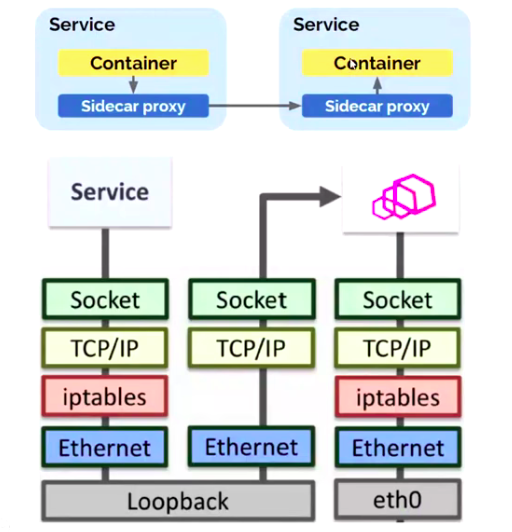 Service
Service
Container
Container
Sidecar proxy
Sidecar proxy
Service
Socket
Socket
Socket
TCP/IP
TCP/IP
TCP/IP
iptables
iptables
Ethernet
Ethernet
Ethernet
Loopback
eth0